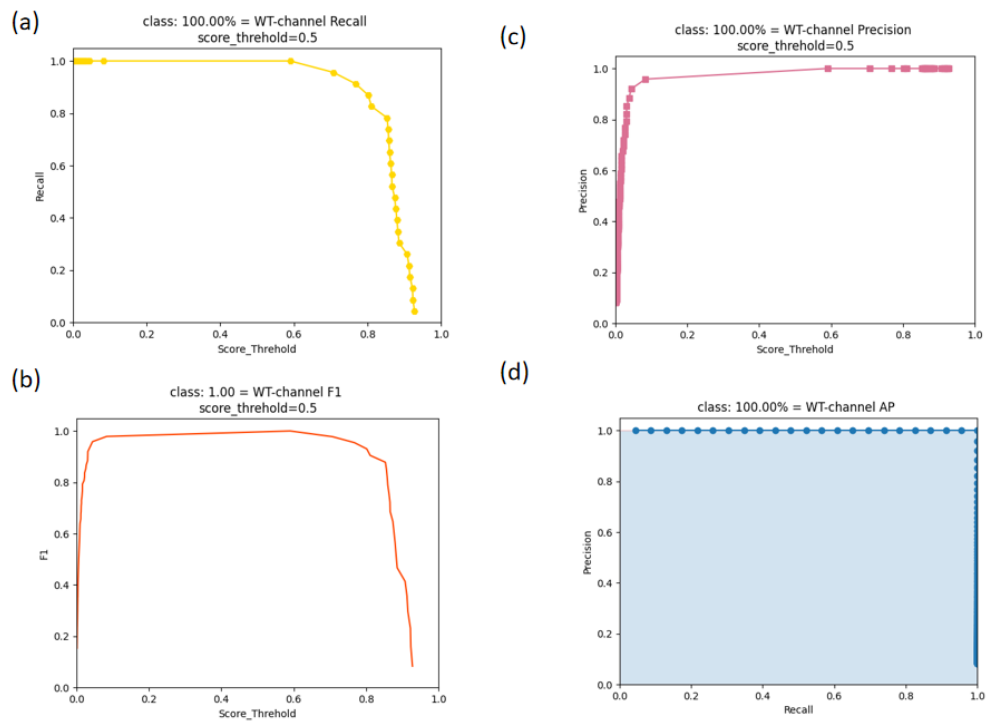 (a)
class: 100.00% = WT-channel Recall
score_threhold=0.5
1.0
0.8
0.6
0.4
0.2
0.0
Recall
0.0 0.2 0.4 0.6 0.8 1.0
Score_Threhold
(c)
class: 100.00% = WT-channel Precision
score_threhold=0.5
1.0
0.8
0.6
0.4
0.2
0.0
Precision
0.0 0.2 0.4 0.6 0.8 1.0
Score_Threhold
(b)
class: 1.00 = WT-channel F1
score_threhold=0.5
1.0
0.8
0.6
0.4
0.2
0.0
F1
0.0 0.2 0.4 0.6 0.8 1.0
Score_Threhold
(d)
class: 100.00% = WT-channel AP
1.0
0.8
0.6
0.4
0.2
0.0
Precision
0.0 0.2 0.4 0.6 0.8 1.0
Recall